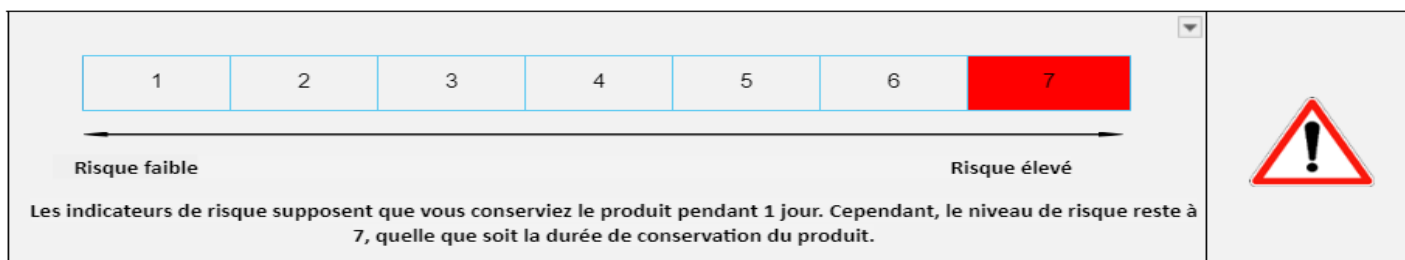 1 2 3 4 5 6 7
Risque faible Risque élevé
Les indicateurs de risque supposent que vous conserviez le produit pendant 1 jour. Cependant, le niveau de risque reste à
7, quelle que soit la durée de conservation du produit.